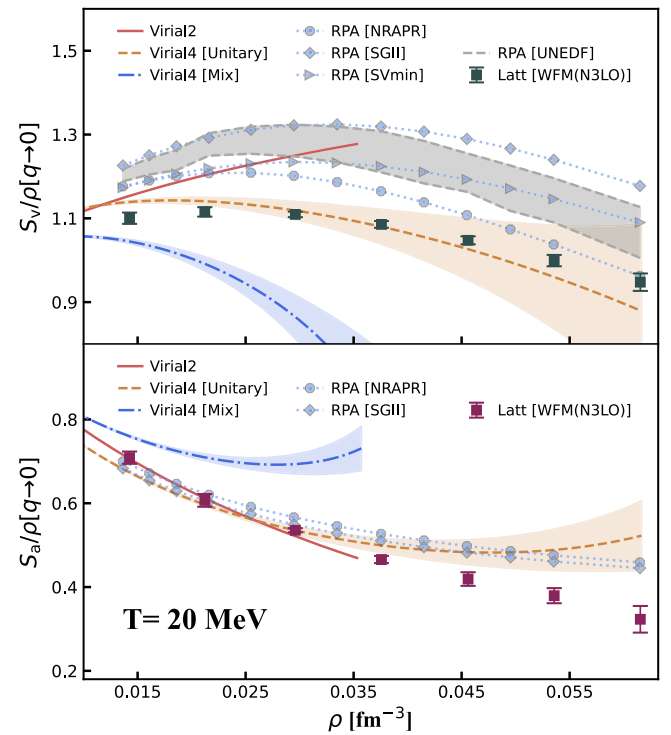 Virial2
Virial4 [Unitary]
Virial4 [Mix]
RPA [NRAPR]
RPA [SGII]
RPA [SVmin]
RPA [UNEDF]
Latt [WFM(N3LO)]
1.5
1.3
1.1
0.9
S_v/ρ[q→0]
Virial2
Virial4 [Unitary]
Virial4 [Mix]
RPA [NRAPR]
RPA [SGII]
Latt [WFM(N3LO)]
0.8
0.6
0.4
0.2
S_a/ρ[q→0]
T= 20 MeV
0.015
0.025
0.035
0.045
0.055
ρ [fm⁻³]